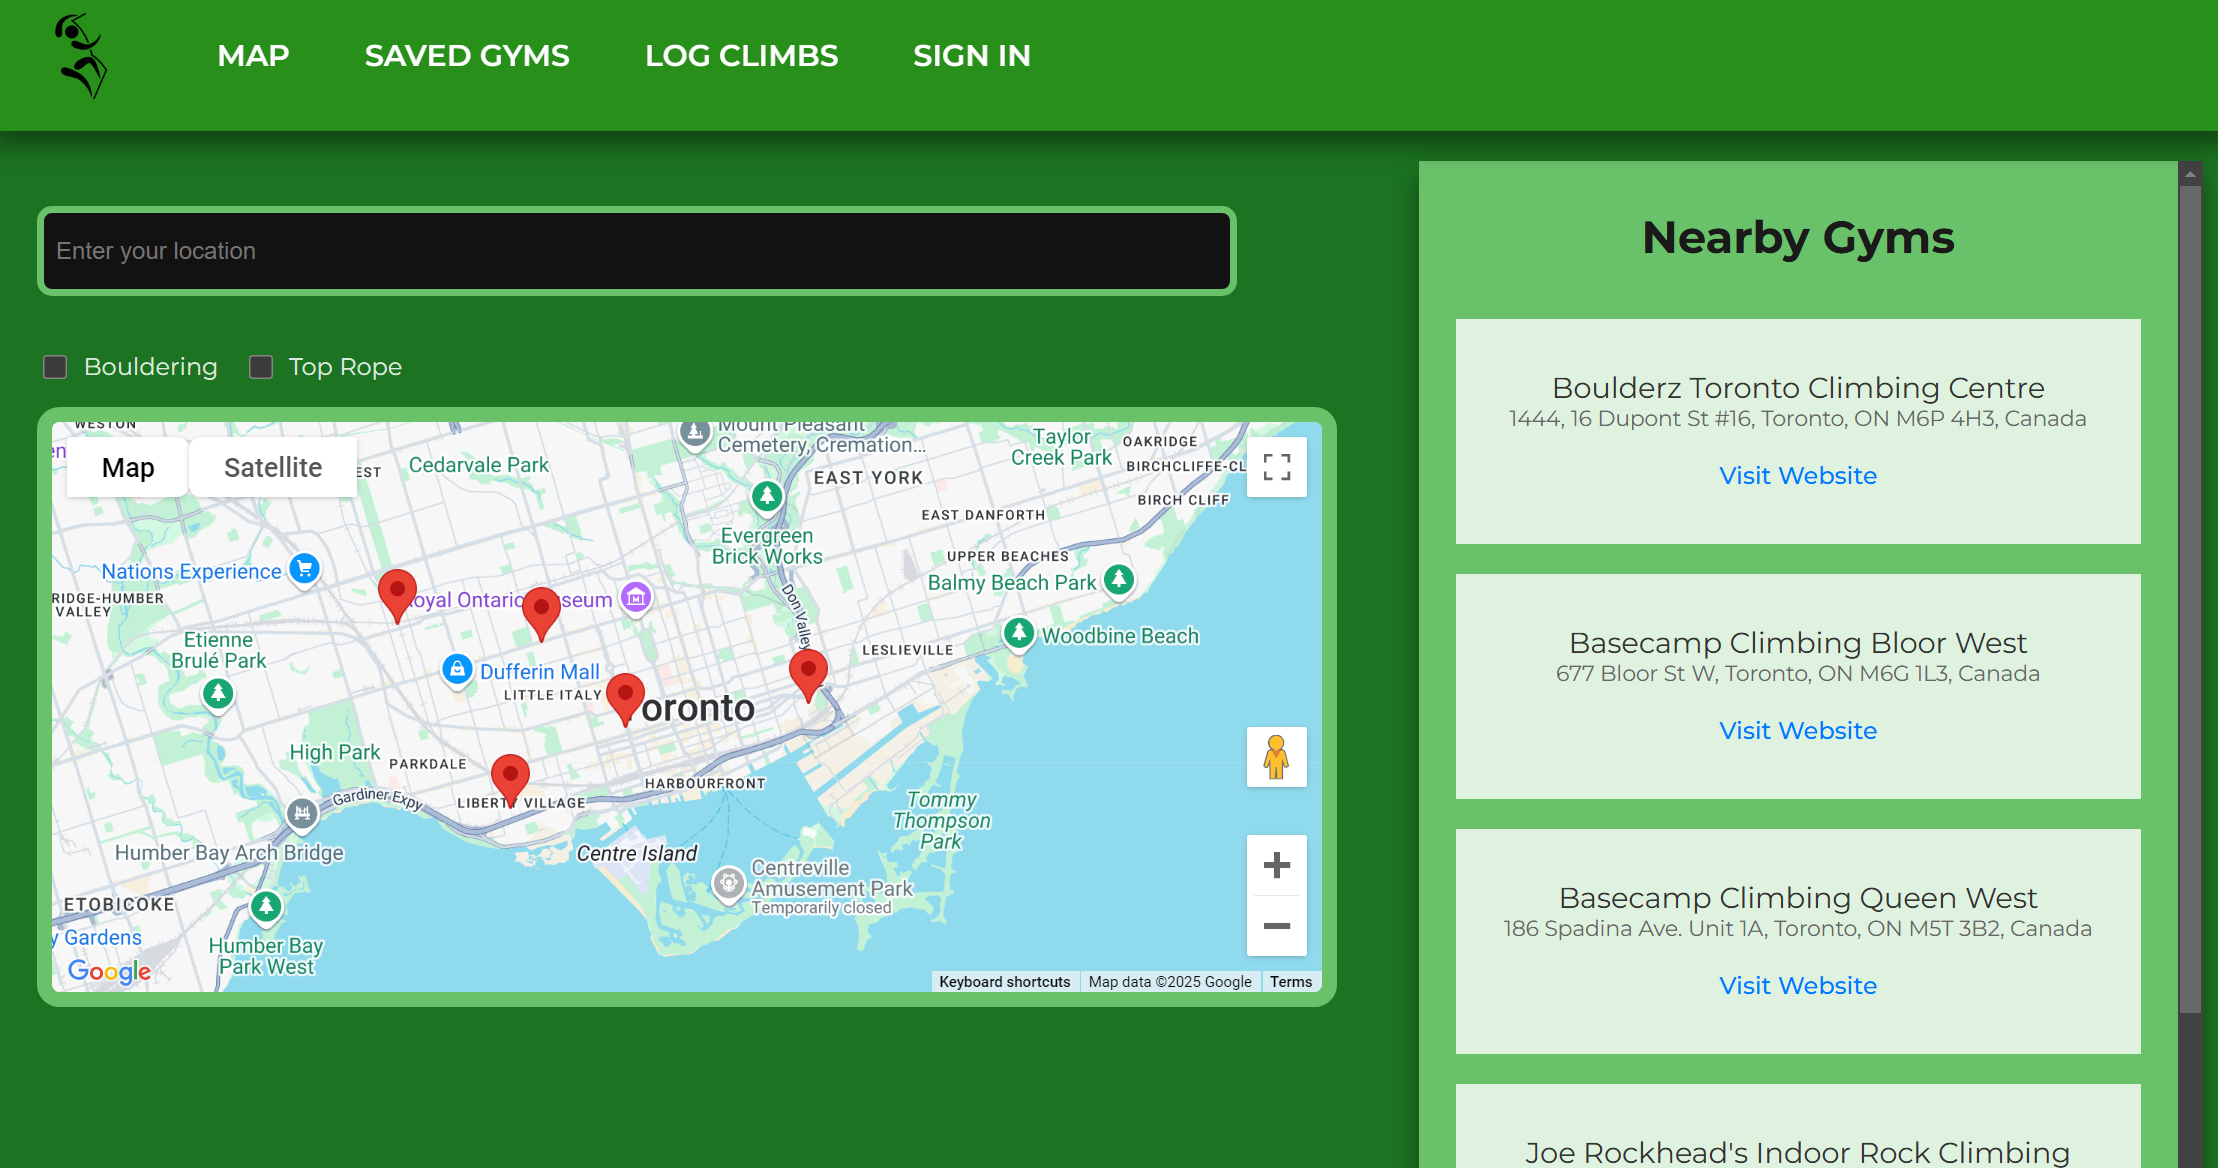 MAP
SAVED GYMS
LOG CLIMBS
SIGN IN
Enter your location
Bouldering
Top Rope
WESTON
Mount Pleasant
Cemetery, Cremation...
Taylor
Creek Park
OAKRIDGE
BIRCHCLIFFE-CL
Map
Satellite
EST
Cedarvale Park
EAST YORK
BIRCH CLIFF
EAST DANFORTH
Evergreen
Brick Works
UPPER BEACHES
Nations Experience
Balmy Beach Park
RIDGE-HUMBER
VALLEY
oyal Ontario
seum
Don Valley
Etienne
Brulé Park
Woodbine Beach
LESLIEVILLE
Dufferin Mall
LITTLE ITALY
oronto
High Park
PARKDALE
HARBOURFRONT
Gardiner Expy
LIBERTY VILLAGE
Tommy
Thompson
Park
Humber Bay Arch Bridge
Centre Island
Centreville
Amusement Park
Temporarily closed
ETOBICOKE
y Gardens
Humber Bay
Park West
Google
Keyboard shortcuts
Map data ©2025 Google
Terms
Nearby Gyms
Boulderz Toronto Climbing Centre
1444, 16 Dupont St #16, Toronto, ON M6P 4H3, Canada
Visit Website
Basecamp Climbing Bloor West
677 Bloor St W, Toronto, ON M6G 1L3, Canada
Visit Website
Basecamp Climbing Queen West
186 Spadina Ave. Unit 1A, Toronto, ON M5T 3B2, Canada
Visit Website
Joe Rockhead's Indoor Rock Climbing